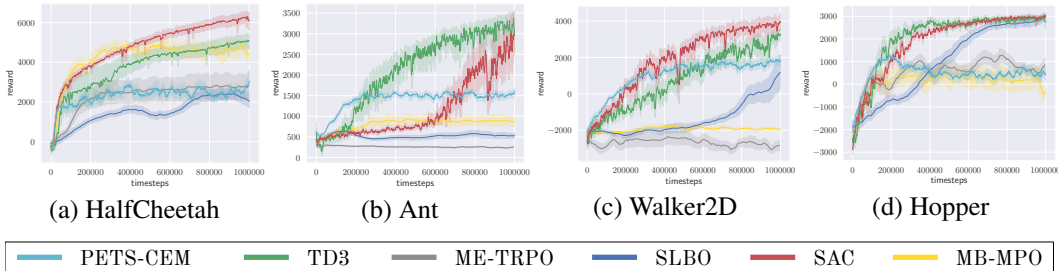 6000
4000
2000
0
reward
0 200000 400000 600000 800000 1000000
timesteps
(a) HalfCheetah
3500
3000
2500
2000
1500
1000
500
0
reward
0 200000 400000 600000 800000 1000000
timesteps
(b) Ant
4000
2000
0
−2000
reward
0 200000 400000 600000 800000 1000000
timesteps
(c) Walker2D
3000
2000
1000
0
−1000
−2000
−3000
reward
0 200000 400000 600000 800000 1000000
timesteps
(d) Hopper
PETS-CEM TD3 ME-TRPO SLBO SAC MB-MPO